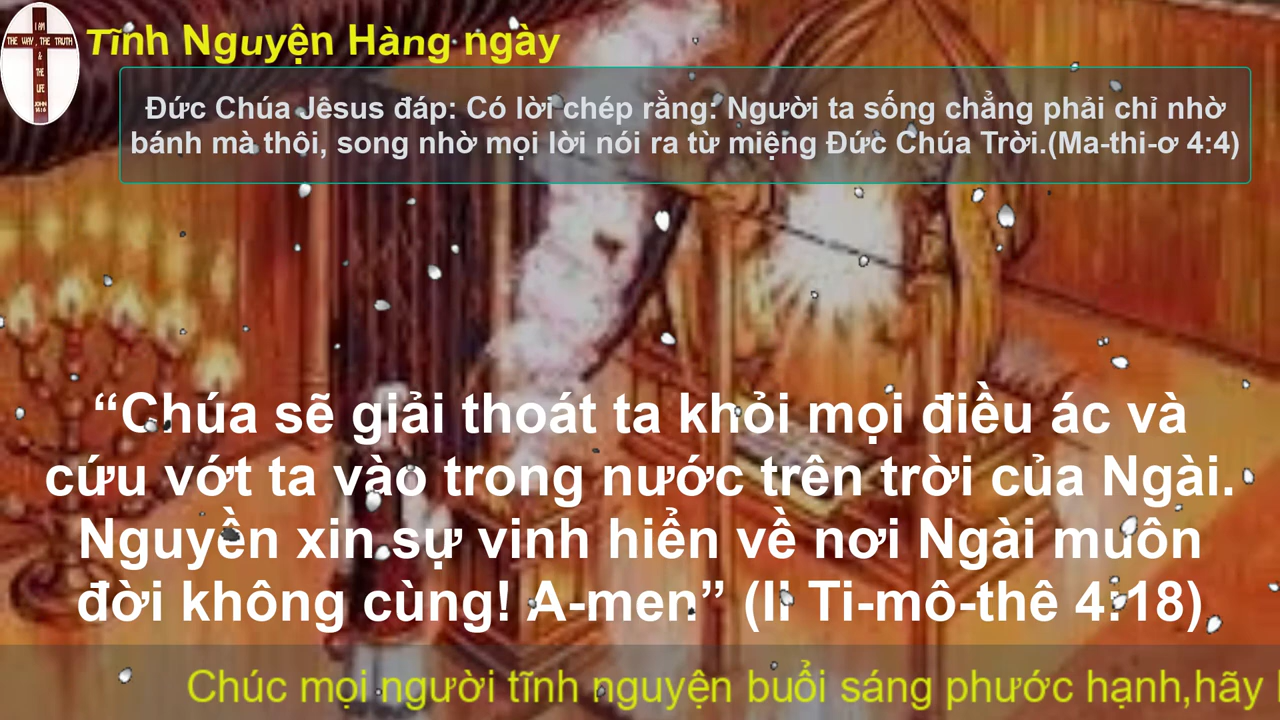 I AM
THE WAY, THE TRUTH
&
THE
LIFE
JOHN
14:6
Tĩnh Nguyện Hàng ngày
Đức Chúa Jêsus đáp: Có lời chép rằng: Người ta sống chẳng phải chỉ nhờ
bánh mà thôi, song nhờ mọi lời nói ra từ miệng Đức Chúa Trời.(Ma-thi-ơ 4:4)
“Chúa sẽ giải thoát ta khỏi mọi điều ác và
cứu vớt ta vào trong nước trên trời của Ngài.
Nguyền xin sự vinh hiển về nơi Ngài muôn
đời không cùng! A-men” (Ii Ti-mô-thê 4:18)
Chúc mọi người tĩnh nguyện buổi sáng phước hạnh,hãy